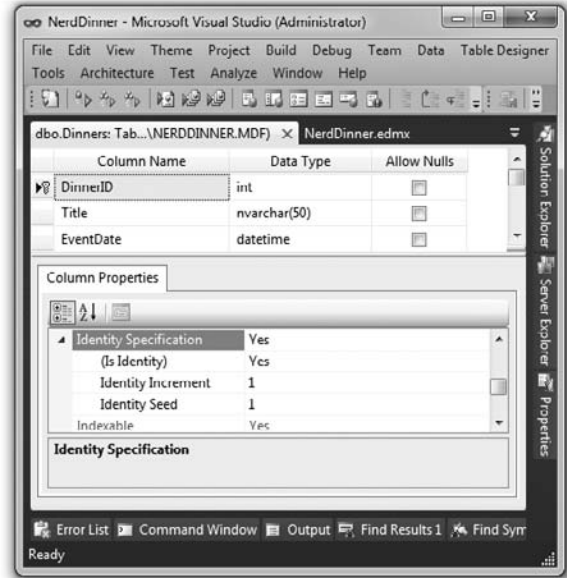 NerdDinner - Microsoft Visual Studio (Administrator)
File Edit View Theme Project Build Debug Team Data Table Designer
Tools Architecture Test Analyze Window Help
dbo.Dinners: Tab...\NERDDINNER.MDF) NerdDinner.edmx
Column Name Data Type Allow Nulls
DinnerID int
Title nvarchar(50)
EventDate datetime
Column Properties
Identity Specification Yes
(Is Identity) Yes
Identity Increment 1
Identity Seed 1
Indexable Yes
Identity Specification
Solution Explorer
Server Explorer
Properties
Error List Command Window Output Find Results 1 Find Sym
Ready